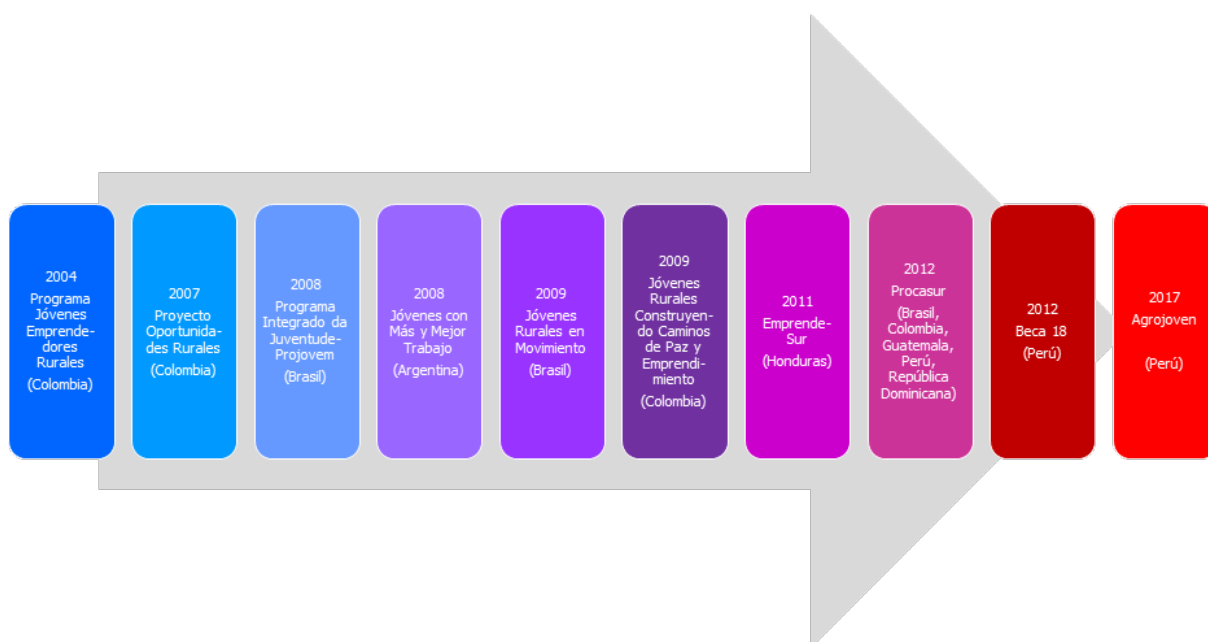 2004
Programa
Jóvenes
Emprende-
dores
Rurales
(Colombia)
2007
Proyecto
Oportunida-
des Rurales
(Colombia)
2008
Programa
Integrado da
Juventude-
Projovem
(Brasil)
2008
Jóvenes con
Más y Mejor
Trabajo
(Argentina)
2009
Jóvenes
Rurales en
Movimiento
(Brasil)
2009
Jóvenes
Rurales
Construyen-
do Caminos
de Paz y
Emprendi-
miento
(Colombia)
2011
Emprende-
Sur
(Honduras)
2012
Procasur
(Brasil,
Colombia,
Guatemala,
Perú,
República
Dominicana)
2012
Beca 18
(Perú)
2017
Agrojoven
(Perú)